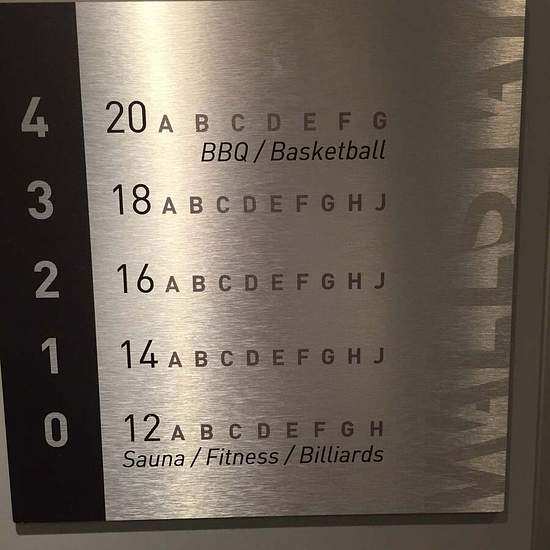 4 20 A B C D E F G
BBQ / Basketball
3 18 A B C D E F G H J
2 16 A B C D E F G H J
1 14 A B C D E F G H J
0 12 A B C D E F G H
Sauna / Fitness / Billiards